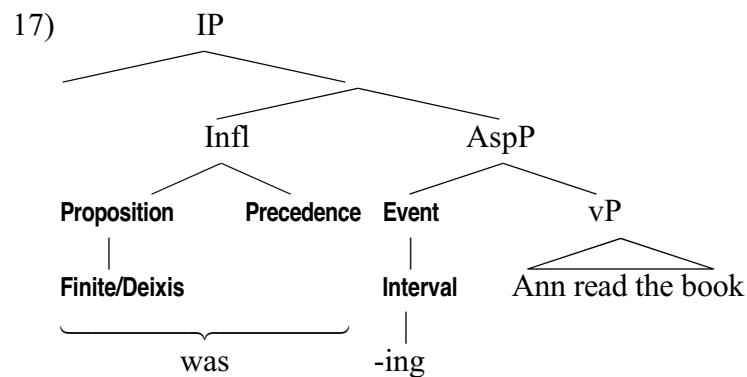 17) IP
Infl AspP
Proposition Precedence Event vP
Finite/Deixis Interval Ann read the book
was -ing